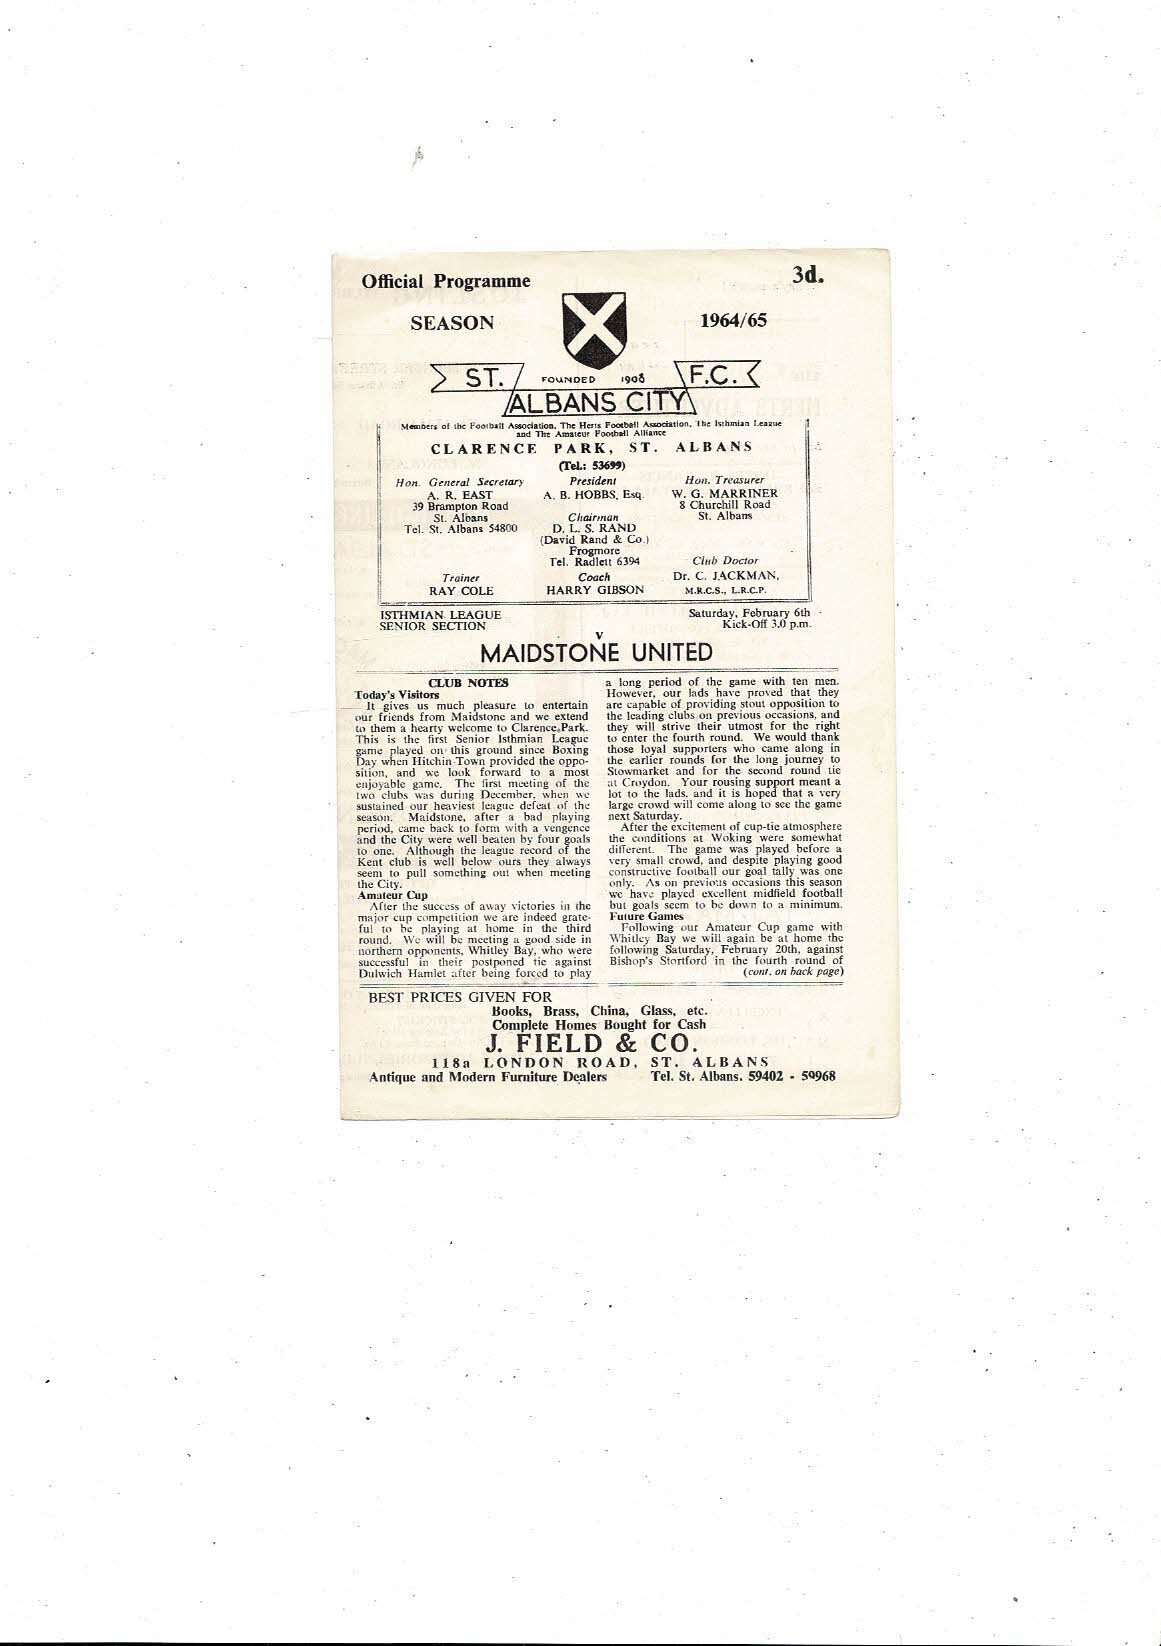 Official Programme
3d.
SEASON
1964/65
ST.
FOUNDED 1908
F.C.
ALBANS CITY
Members of the Football Association, The Herts Football Association, The Isthmian League
and The Amateur Football Alliance
CLARENCE PARK, ST. ALBANS
(Tel.: 53699)
Hon. General Secretary
A. R. EAST
39 Brampton Road
St. Albans
Tel. St. Albans 54800
President
A. B. HOBBS, Esq.
Chairman
D. L. S. RAND
(David Rand & Co.)
Frogmore
Tel. Radlett 6394
Hon. Treasurer
W. G. MARRINER
8 Churchill Road
St. Albans
Club Doctor
Dr. C. JACKMAN,
M.R.C.S., L.R.C.P.
Trainer
RAY COLE
Coach
HARRY GIBSON
ISTHMIAN LEAGUE
SENIOR SECTION
Saturday, February 6th
Kick-Off 3.0 p.m.
v
MAIDSTONE UNITED
CLUB NOTES
Today's Visitors
It gives us much pleasure to entertain
our friends from Maidstone and we extend
to them a hearty welcome to Clarence Park.
This is the first Senior Isthmian League
game played on this ground since Boxing
Day when Hitchin Town provided the oppo-
sition, and we look forward to a most
enjoyable game. The first meeting of the
two clubs was during December, when we
sustained our heaviest league defeat of the
season. Maidstone, after a bad playing
period, came back to form with a vengence
and the City were well beaten by four goals
to one. Although the league record of the
Kent club is well below ours they always
seem to pull something out when meeting
the City.
Amateur Cup
After the success of away victories in the
major cup competition we are indeed grate-
ful to be playing at home in the third
round. We will be meeting a good side in
northern opponents, Whitley Bay, who were
successful in their postponed tie against
Dulwich Hamlet after being forced to play
a long period of the game with ten men.
However, our lads have proved that they
are capable of providing stout opposition to
the leading clubs on previous occasions, and
they will strive their utmost for the right
to enter the fourth round. We would thank
those loyal supporters who came along in
the earlier rounds for the long journey to
Stowmarket and for the second round tie
at Croydon. Your rousing support meant a
lot to the lads, and it is hoped that a very
large crowd will come along to see the game
next Saturday.
After the excitement of cup-tie atmosphere
the conditions at Woking were somewhat
different. The game was played before a
very small crowd, and despite playing good
constructive football our goal tally was one
only. As on previous occasions this season
we have played excellent midfield football
but goals seem to be down to a minimum.
Future Games
Following our Amateur Cup game with
Whitley Bay we will again be at home the
following Saturday, February 20th, against
Bishop's Stortford in the fourth round of
(cont. on back page)
BEST PRICES GIVEN FOR
Books, Brass, China, Glass, etc.
Complete Homes Bought for Cash
J. FIELD & CO.
118a LONDON ROAD, ST. ALBANS
Antique and Modern Furniture Dealers
Tel. St. Albans. 59402 - 59968